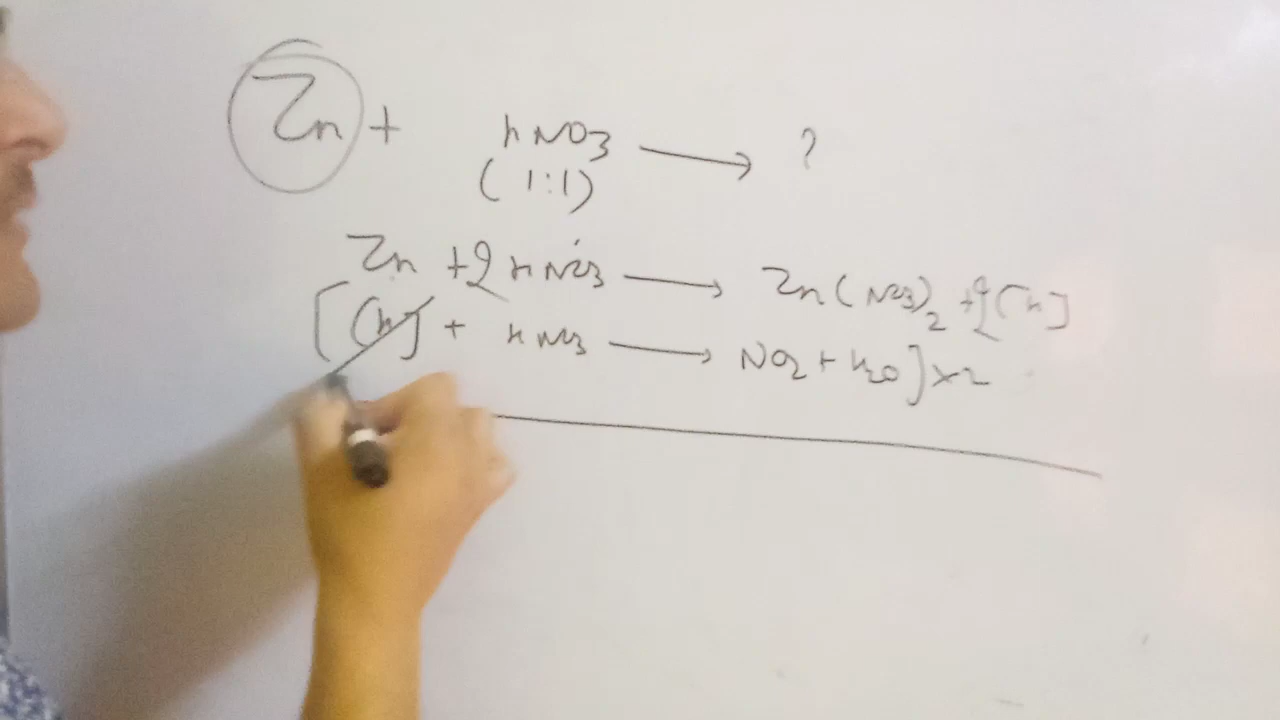 Zn + HNO3 → ?
(1:1)
Zn + 2HNO3 → Zn(NO3)2 + 2[H]
[[H] + HNO3 → NO2 + H2O] × 2